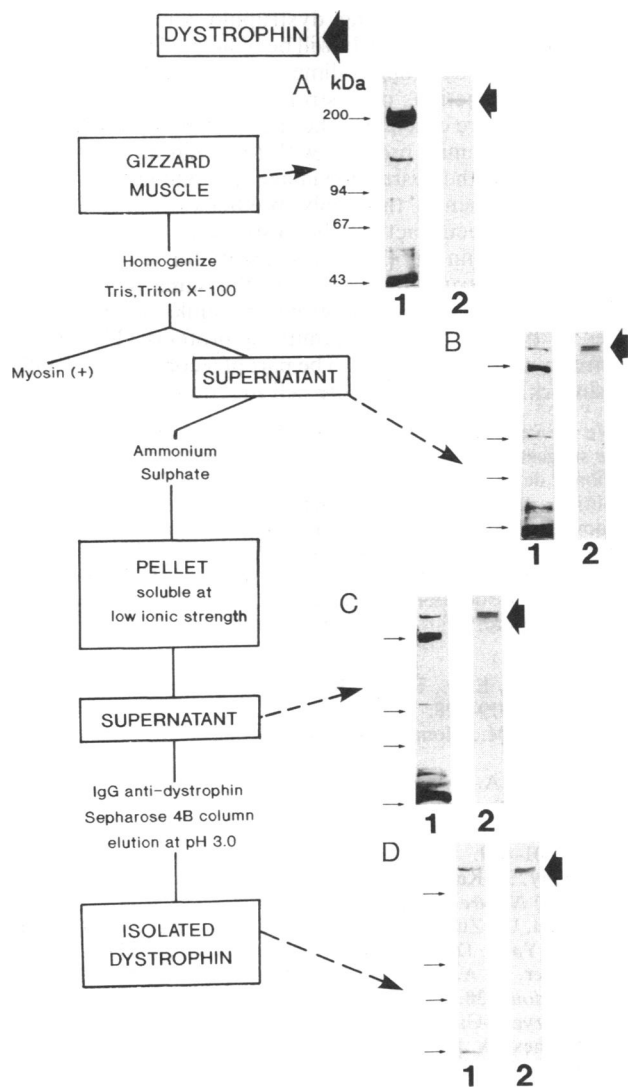 DYSTROPHIN
A kDa
200
GIZZARD
MUSCLE
94
67
Homogenize
43
Tris,Triton X-100
1 2
B
Myosin (+)
SUPERNATANT
Ammonium
Sulphate
1 2
PELLET
soluble at
low ionic strength
C
SUPERNATANT
IgG anti-dystrophin
Sepharose 4B column
elution at pH 3.0
1 2
D
ISOLATED
DYSTROPHIN
1 2